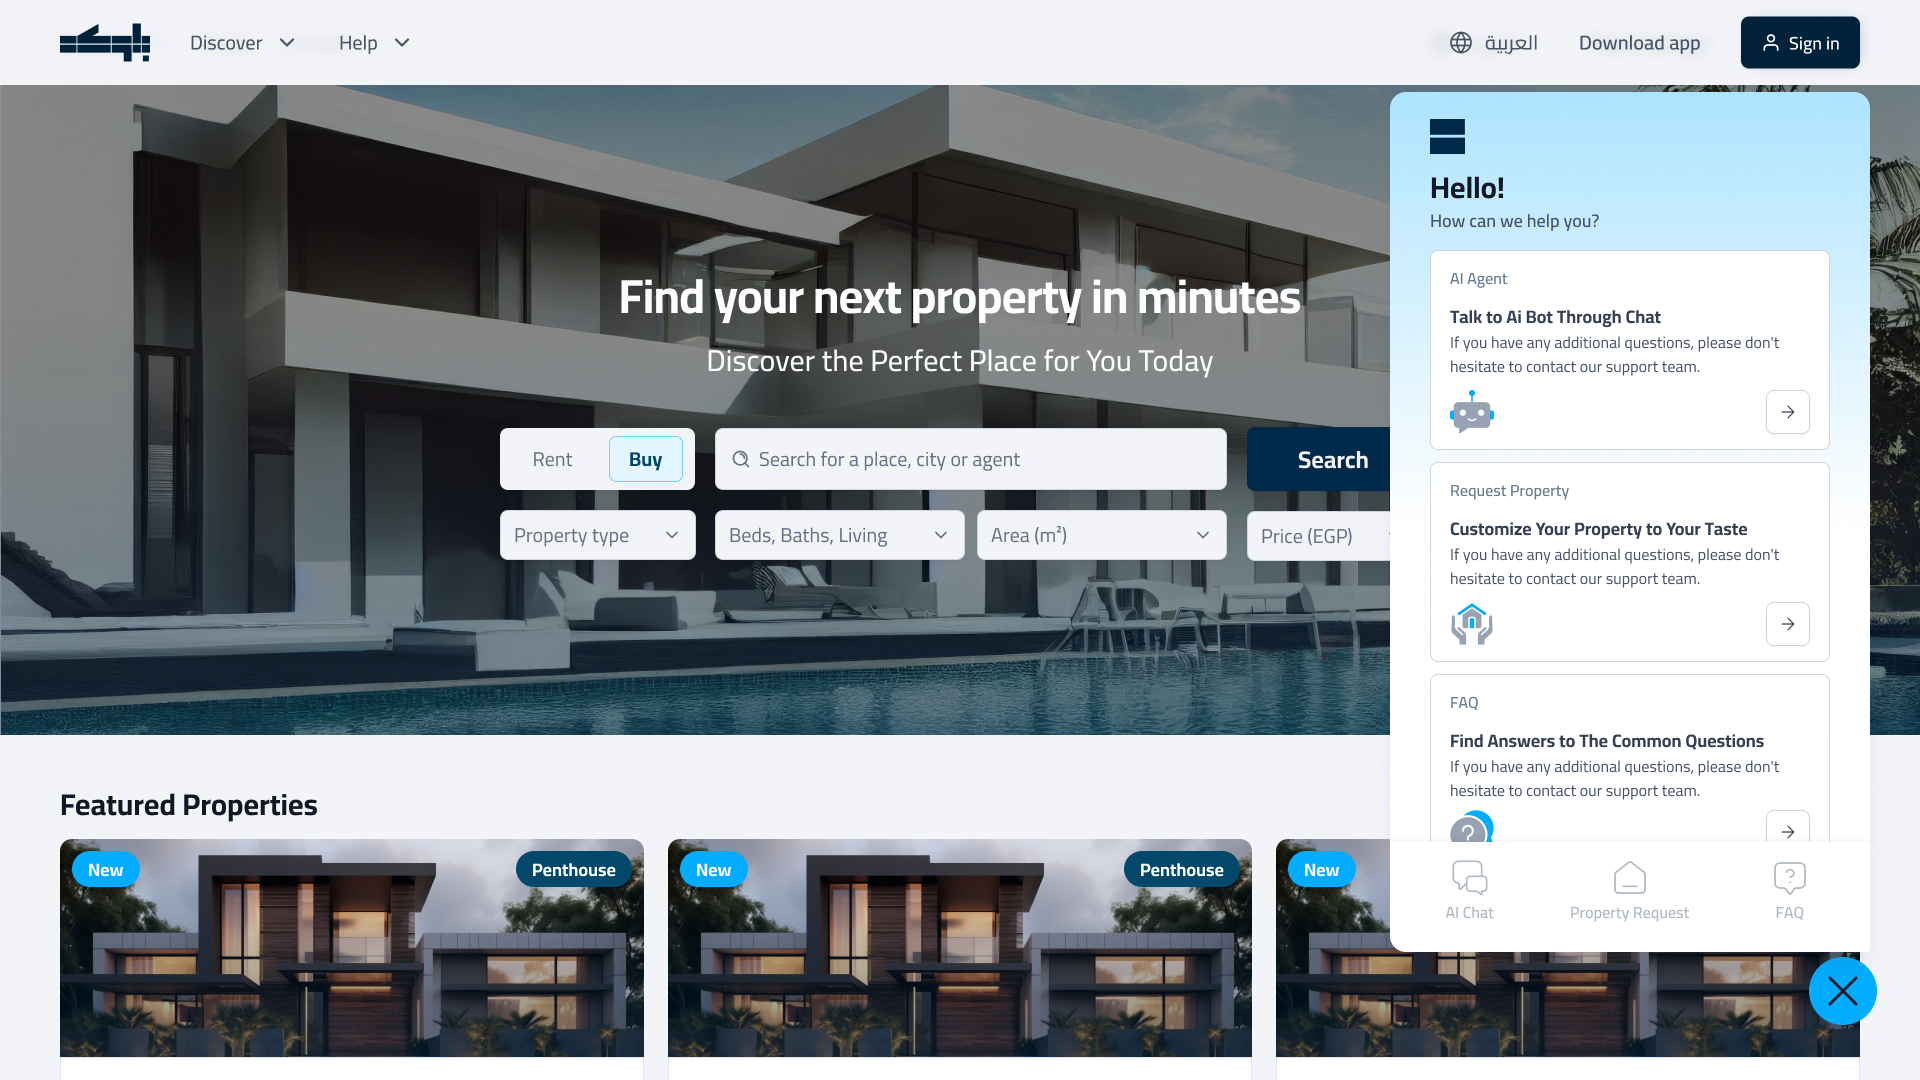 بلوك
Discover
Help
العربية
Download app
Sign in
Find your next property in minutes
Discover the Perfect Place for You Today
Rent
Buy
Search for a place, city or agent
Search
Property type
Beds, Baths, Living
Area (m²)
Price (EGP)
Featured Properties
New
Penthouse
New
Penthouse
New
Hello!
How can we help you?
AI Agent
Talk to Ai Bot Through Chat
If you have any additional questions, please don't
hesitate to contact our support team.
Request Property
Customize Your Property to Your Taste
If you have any additional questions, please don't
hesitate to contact our support team.
FAQ
Find Answers to The Common Questions
If you have any additional questions, please don't
hesitate to contact our support team.
AI Chat
Property Request
FAQ